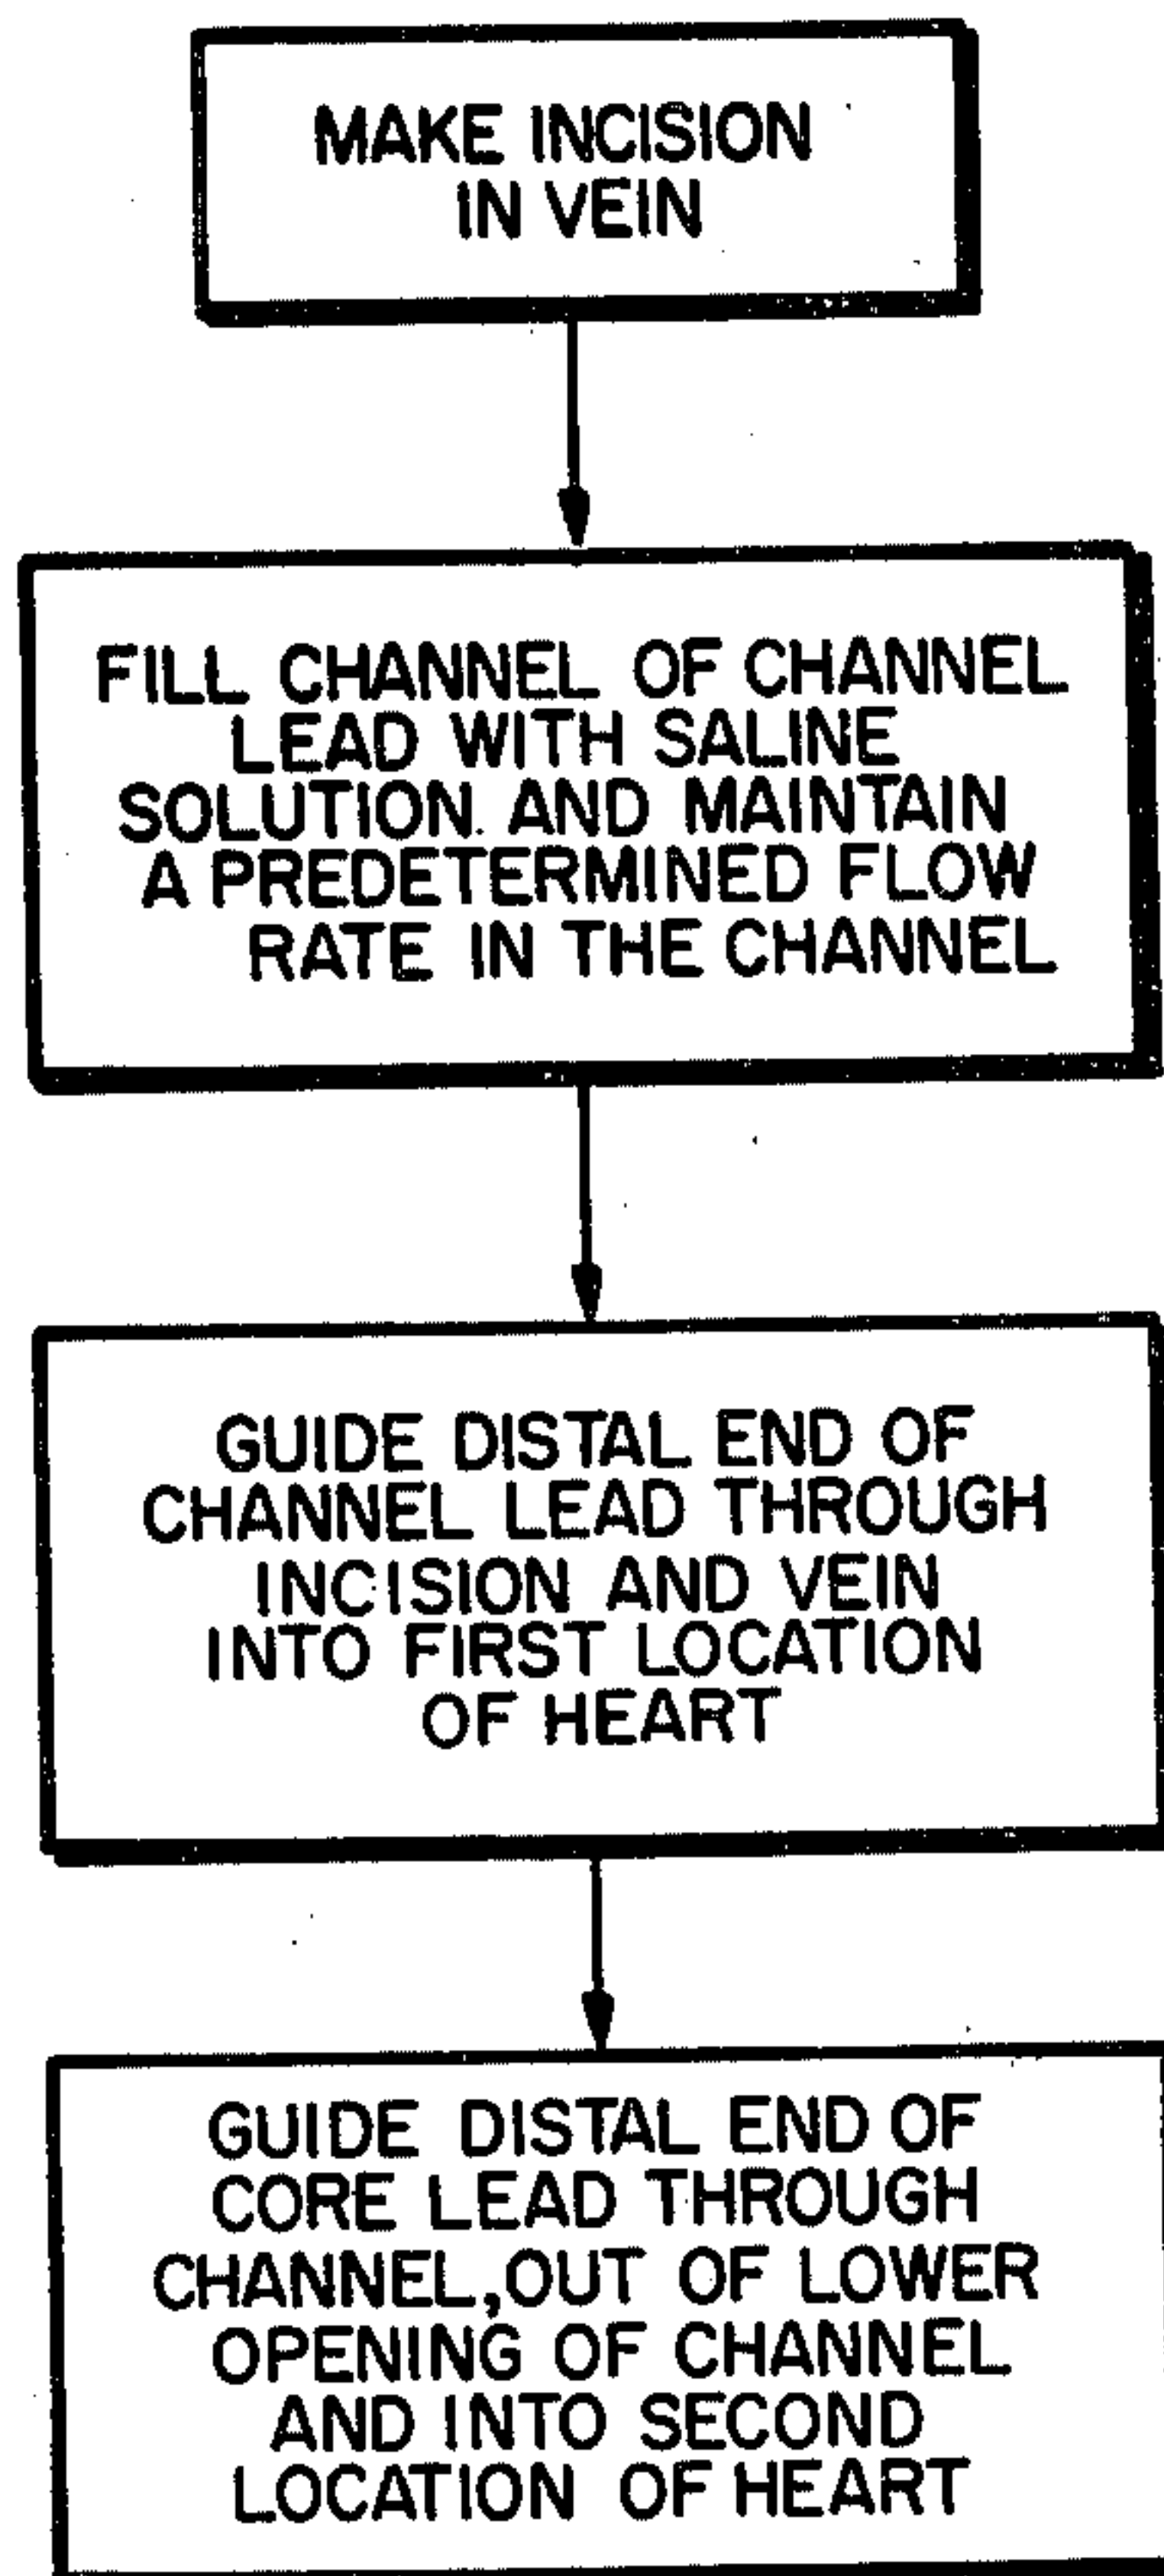 MAKE INCISION
IN VEIN
FILL CHANNEL OF CHANNEL
LEAD WITH SALINE
SOLUTION AND MAINTAIN
A PREDETERMINED FLOW
RATE IN THE CHANNEL
GUIDE DISTAL END OF
CHANNEL LEAD THROUGH
INCISION AND VEIN
INTO FIRST LOCATION
OF HEART
GUIDE DISTAL END OF
CORE LEAD THROUGH
CHANNEL,OUT OF LOWER
OPENING OF CHANNEL
AND INTO SECOND
LOCATION OF HEART